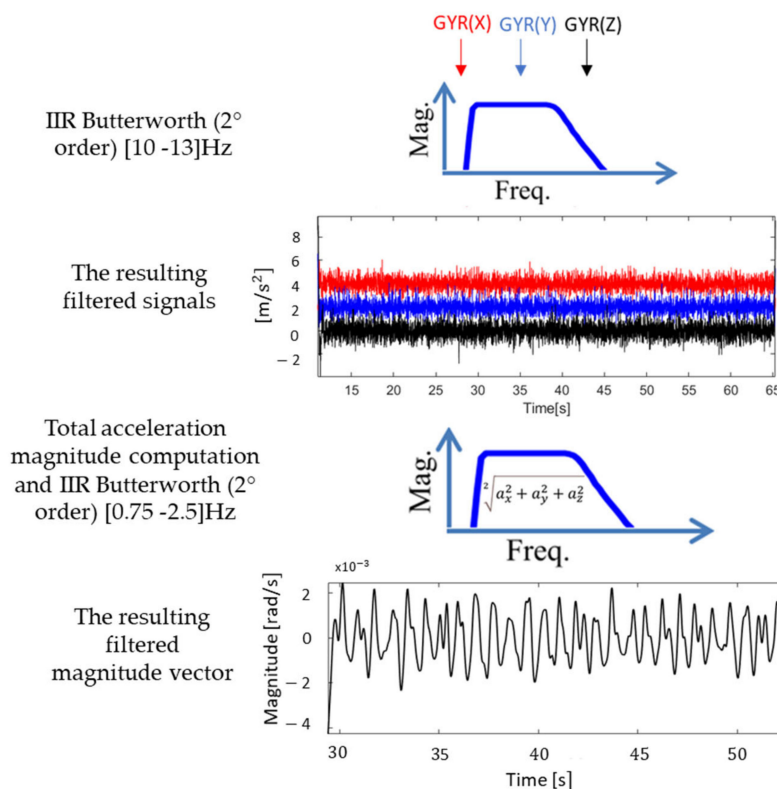 GYR(X) GYR(Y) GYR(Z)
IIR Butterworth (2°
order) [10 -13]Hz
Mag.
Freq.
The resulting
filtered signals
[m/s²]
8
6
4
2
0
− 2
15 20 25 30 35 40 45 50 55 60 65
Time[s]
Total acceleration
magnitude computation
and IIR Butterworth (2°
order) [0.75 -2.5]Hz
Mag.
²√a²ₓ + a²ᵧ + a²_z
Freq.
The resulting
filtered
magnitude vector
x10⁻³
Magnitude [rad/s]
2
0
− 2
− 4
30 35 40 45 50
Time [s]